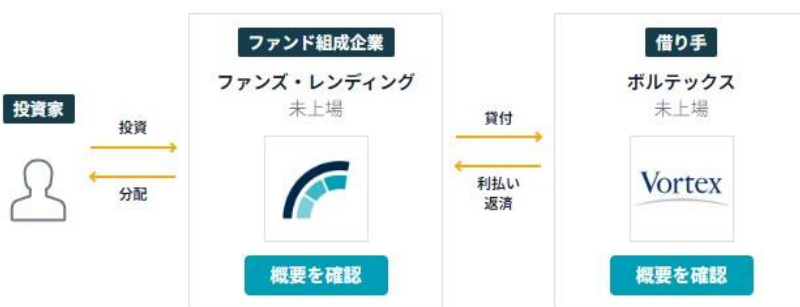 投資家
投資
分配
ファンド組成企業
ファンズ・レンディング
未上場
概要を確認
貸付
利払い
返済
借り手
ボルテックス
未上場
Vortex
概要を確認